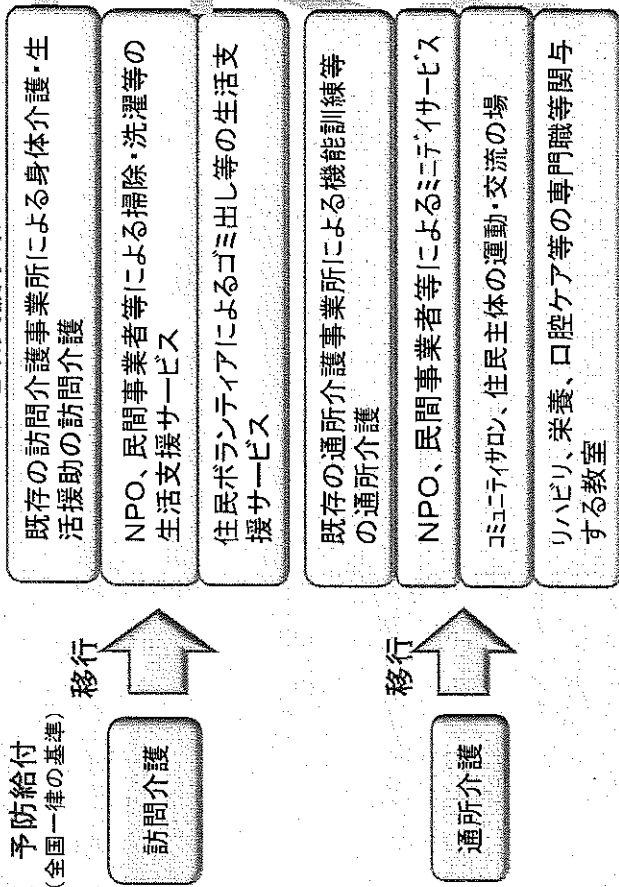 予防給付
(全国一律の基準)
訪問介護
移行
既存の訪問介護事業所による身体介護・生
活援助の訪問介護
NPO、民間事業者等による掃除・洗濯等の
生活支援サービス
住民ボランティアによるゴミ出し等の生活支
援サービス
通所介護
移行
既存の通所介護事業所による機能訓練等
の通所介護
NPO、民間事業者等によるミニデイサービス
コミュニティサロン、住民主体の運動・交流の場
リハビリ、栄養、口腔ケア等の専門職等関与
する教室